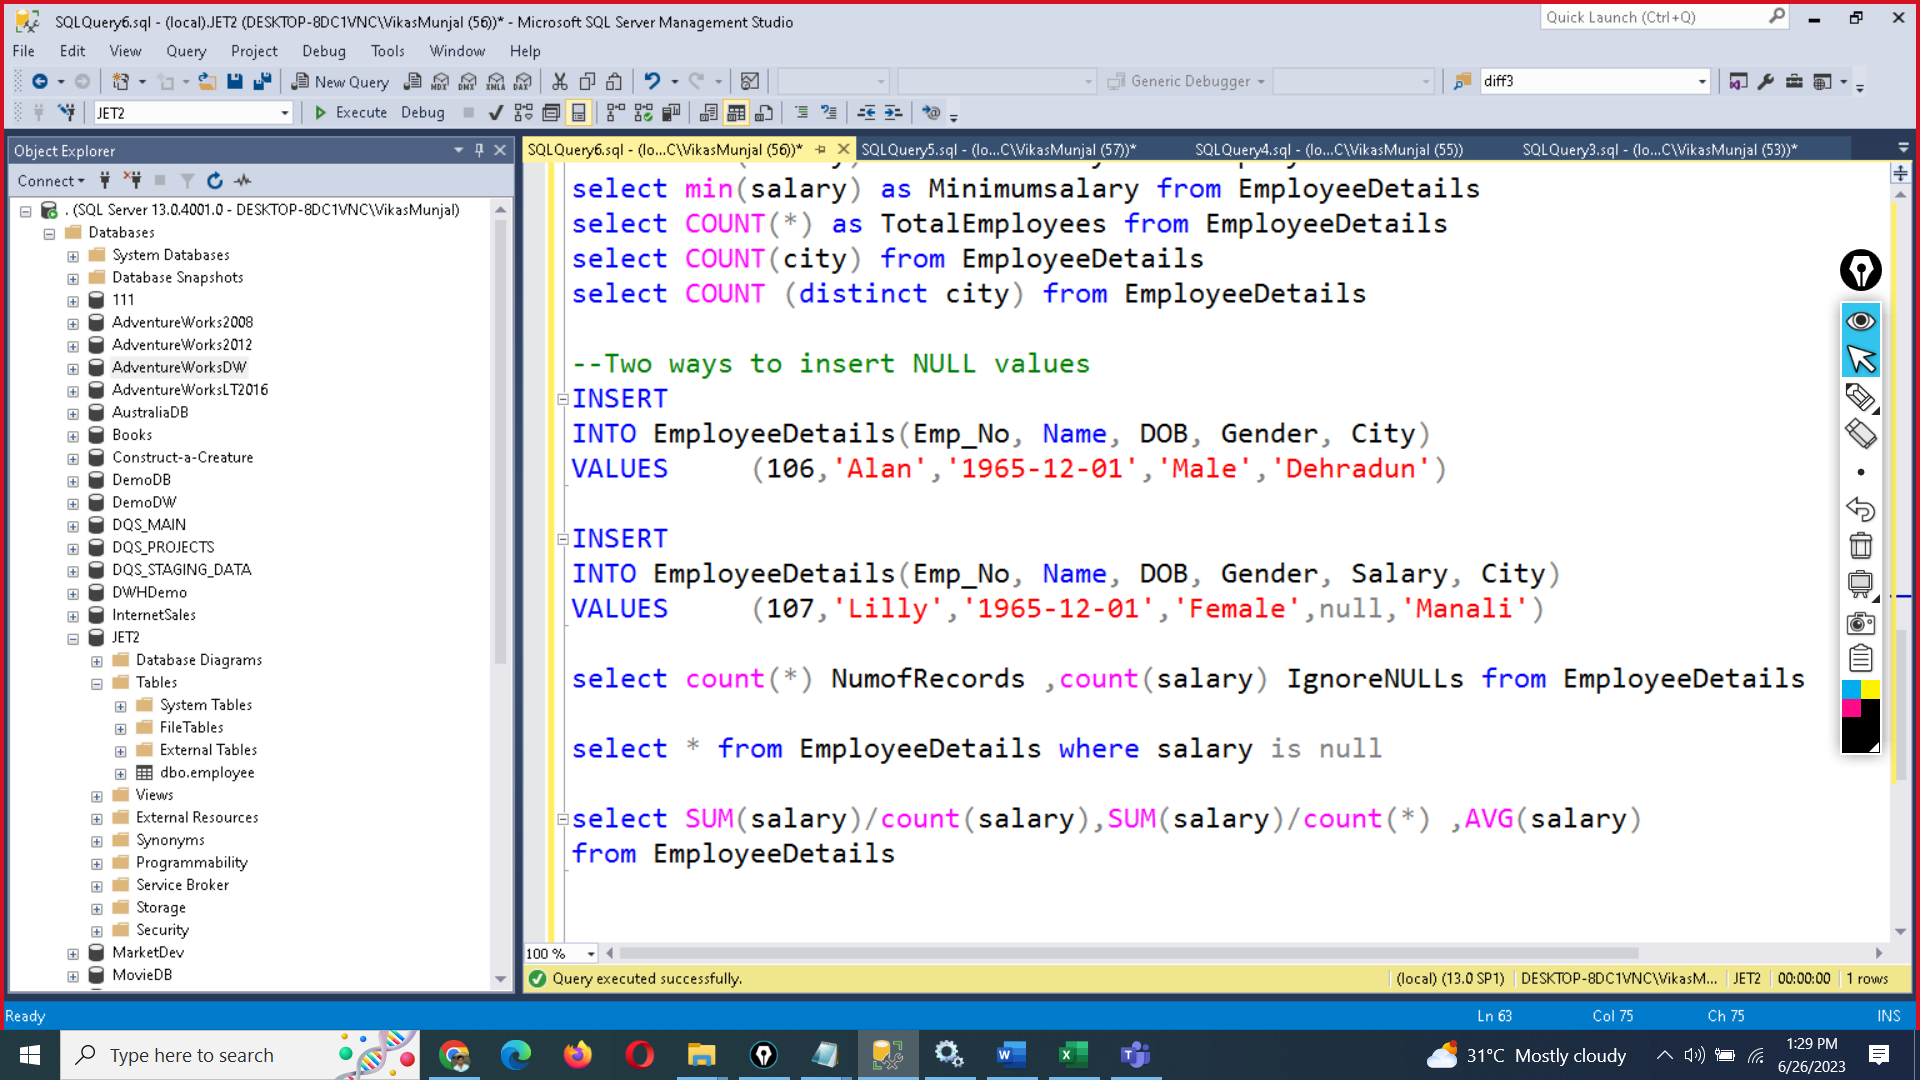 SQLQuery6.sql - (local).JET2 (DESKTOP-8DC1VNC\VikasMunjal (56))* - Microsoft SQL Server Management Studio
Quick Launch (Ctrl+Q)
File Edit View Query Project Debug Tools Window Help
New Query MDX DMX XMLA DAX Generic Debugger diff3
JET2 Execute Debug
Object Explorer
SQLQuery6.sql - (lo...C\VikasMunjal (56))* SQLQuery5.sql - (lo...C\VikasMunjal (57))* SQLQuery4.sql - (lo...C\VikasMunjal (55)) SQLQuery3.sql - (lo...C\VikasMunjal (53))*
Connect
. (SQL Server 13.0.4001.0 - DESKTOP-8DC1VNC\VikasMunjal)
Databases
System Databases
Database Snapshots
111
AdventureWorks2008
AdventureWorks2012
AdventureWorksDW
AdventureWorksLT2016
AustraliaDB
Books
Construct-a-Creature
DemoDB
DemoDW
DQS_MAIN
DQS_PROJECTS
DQS_STAGING_DATA
DWHDemo
InternetSales
JET2
Database Diagrams
Tables
System Tables
FileTables
External Tables
dbo.employee
Views
External Resources
Synonyms
Programmability
Service Broker
Storage
Security
MarketDev
MovieDB
select min(salary) as Minimumsalary from EmployeeDetails
select COUNT(*) as TotalEmployees from EmployeeDetails
select COUNT(city) from EmployeeDetails
select COUNT (distinct city) from EmployeeDetails
--Two ways to insert NULL values
INSERT
INTO EmployeeDetails(Emp_No, Name, DOB, Gender, City)
VALUES (106,'Alan','1965-12-01','Male','Dehradun')
INSERT
INTO EmployeeDetails(Emp_No, Name, DOB, Gender, Salary, City)
VALUES (107,'Lilly','1965-12-01','Female',null,'Manali')
select count(*) NumofRecords ,count(salary) IgnoreNULLs from EmployeeDetails
select * from EmployeeDetails where salary is null
select SUM(salary)/count(salary),SUM(salary)/count(*) ,AVG(salary)
from EmployeeDetails
100 %
Query executed successfully. (local) (13.0 SP1) DESKTOP-8DC1VNC\VikasM... JET2 00:00:00 1 rows
Ready Ln 63 Col 75 Ch 75 INS
Type here to search 31°C Mostly cloudy 1:29 PM
6/26/2023